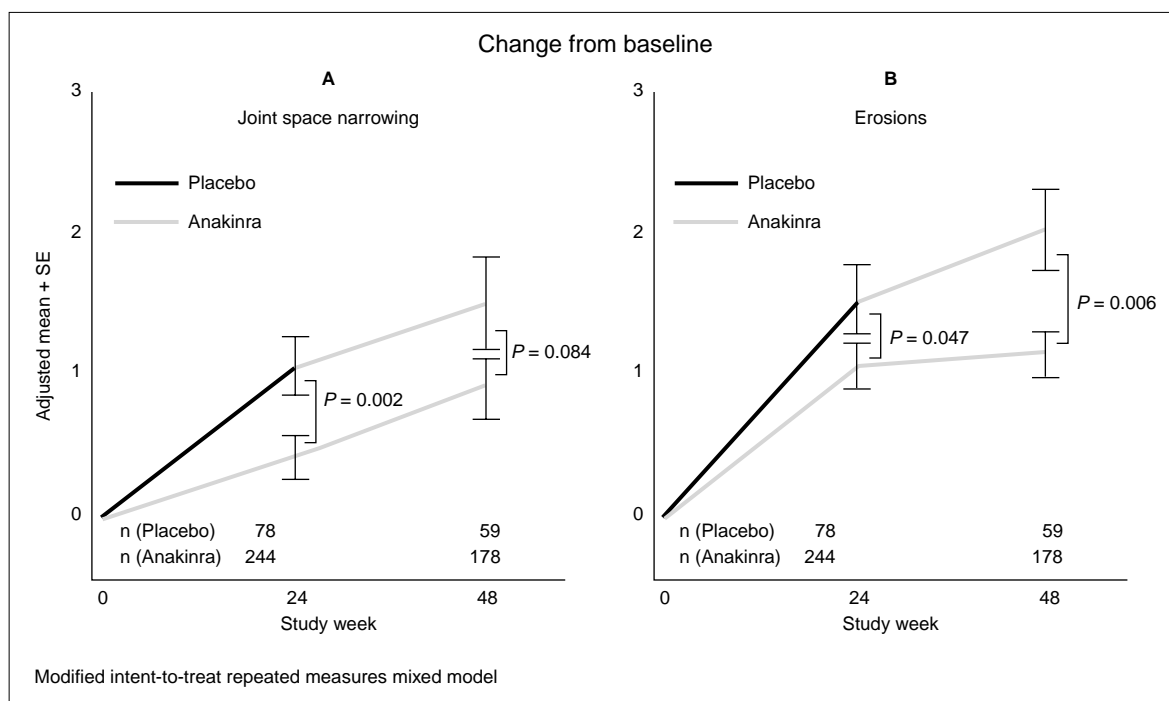 Change from baseline
A
Joint space narrowing
3
2
1
0
Adjusted mean + SE
Placebo
Anakinra
P = 0.002
P = 0.084
n (Placebo) 78 59
n (Anakinra) 244 178
0 24 48
Study week
B
Erosions
3
2
1
0
Placebo
Anakinra
P = 0.047
P = 0.006
n (Placebo) 78 59
n (Anakinra) 244 178
0 24 48
Study week
Modified intent-to-treat repeated measures mixed model